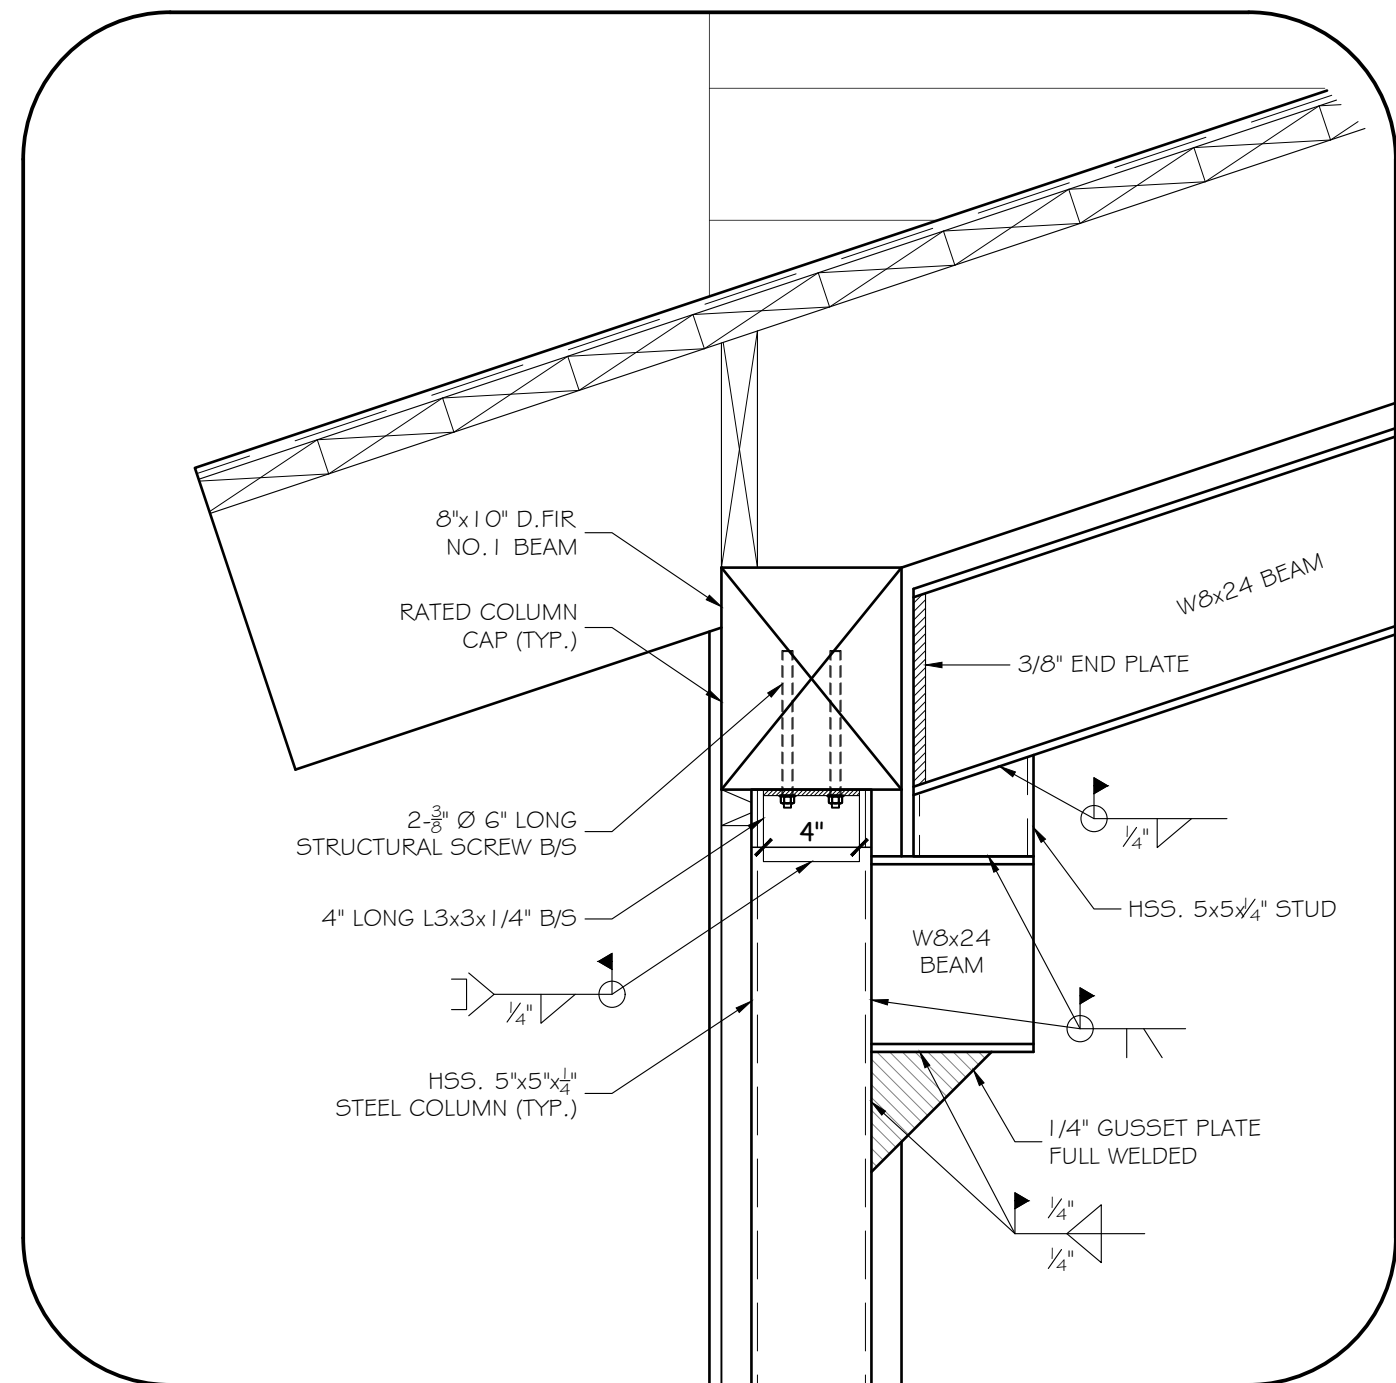 8"x10" D.FIR
NO.1 BEAM
RATED COLUMN
CAP (TYP.)
W8x24 BEAM
3/8" END PLATE
2-3/8" Ø 6" LONG
STRUCTURAL SCREW B/S
4"
1/4"
4" LONG L3x3x1/4" B/S
HSS. 5x5x1/4" STUD
W8x24
BEAM
1/4"
HSS. 5"x5"x1/4"
STEEL COLUMN (TYP.)
1/4" GUSSET PLATE
FULL WELDED
1/4"
1/4"